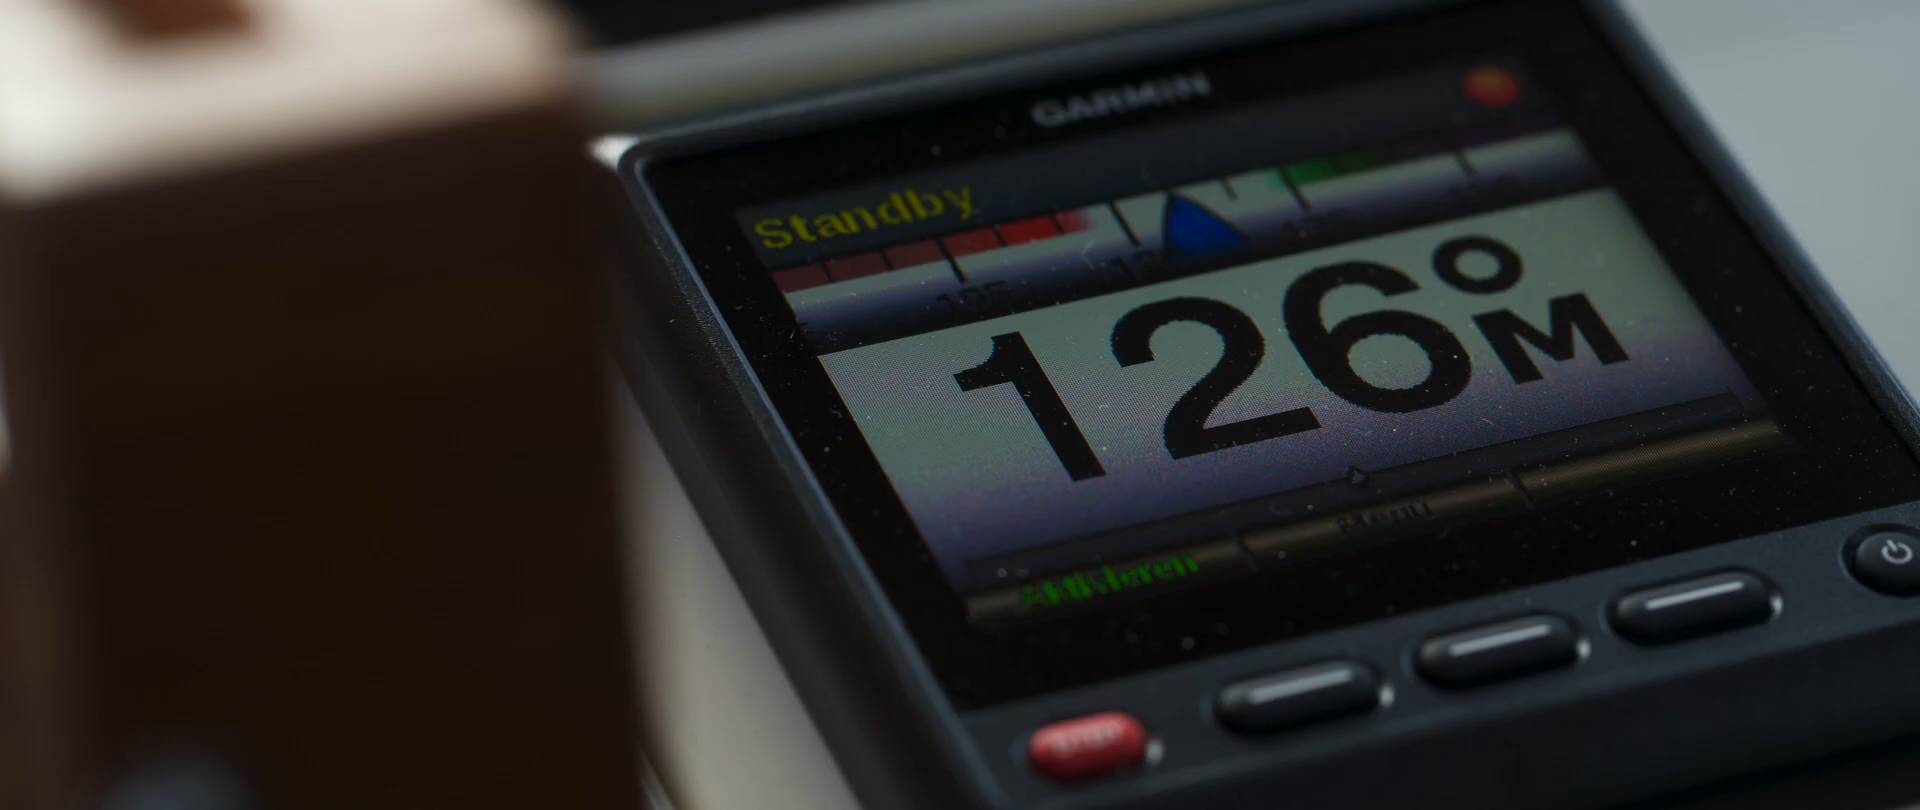 GARMIN
Standby
126°M
Menu
Aktivieren